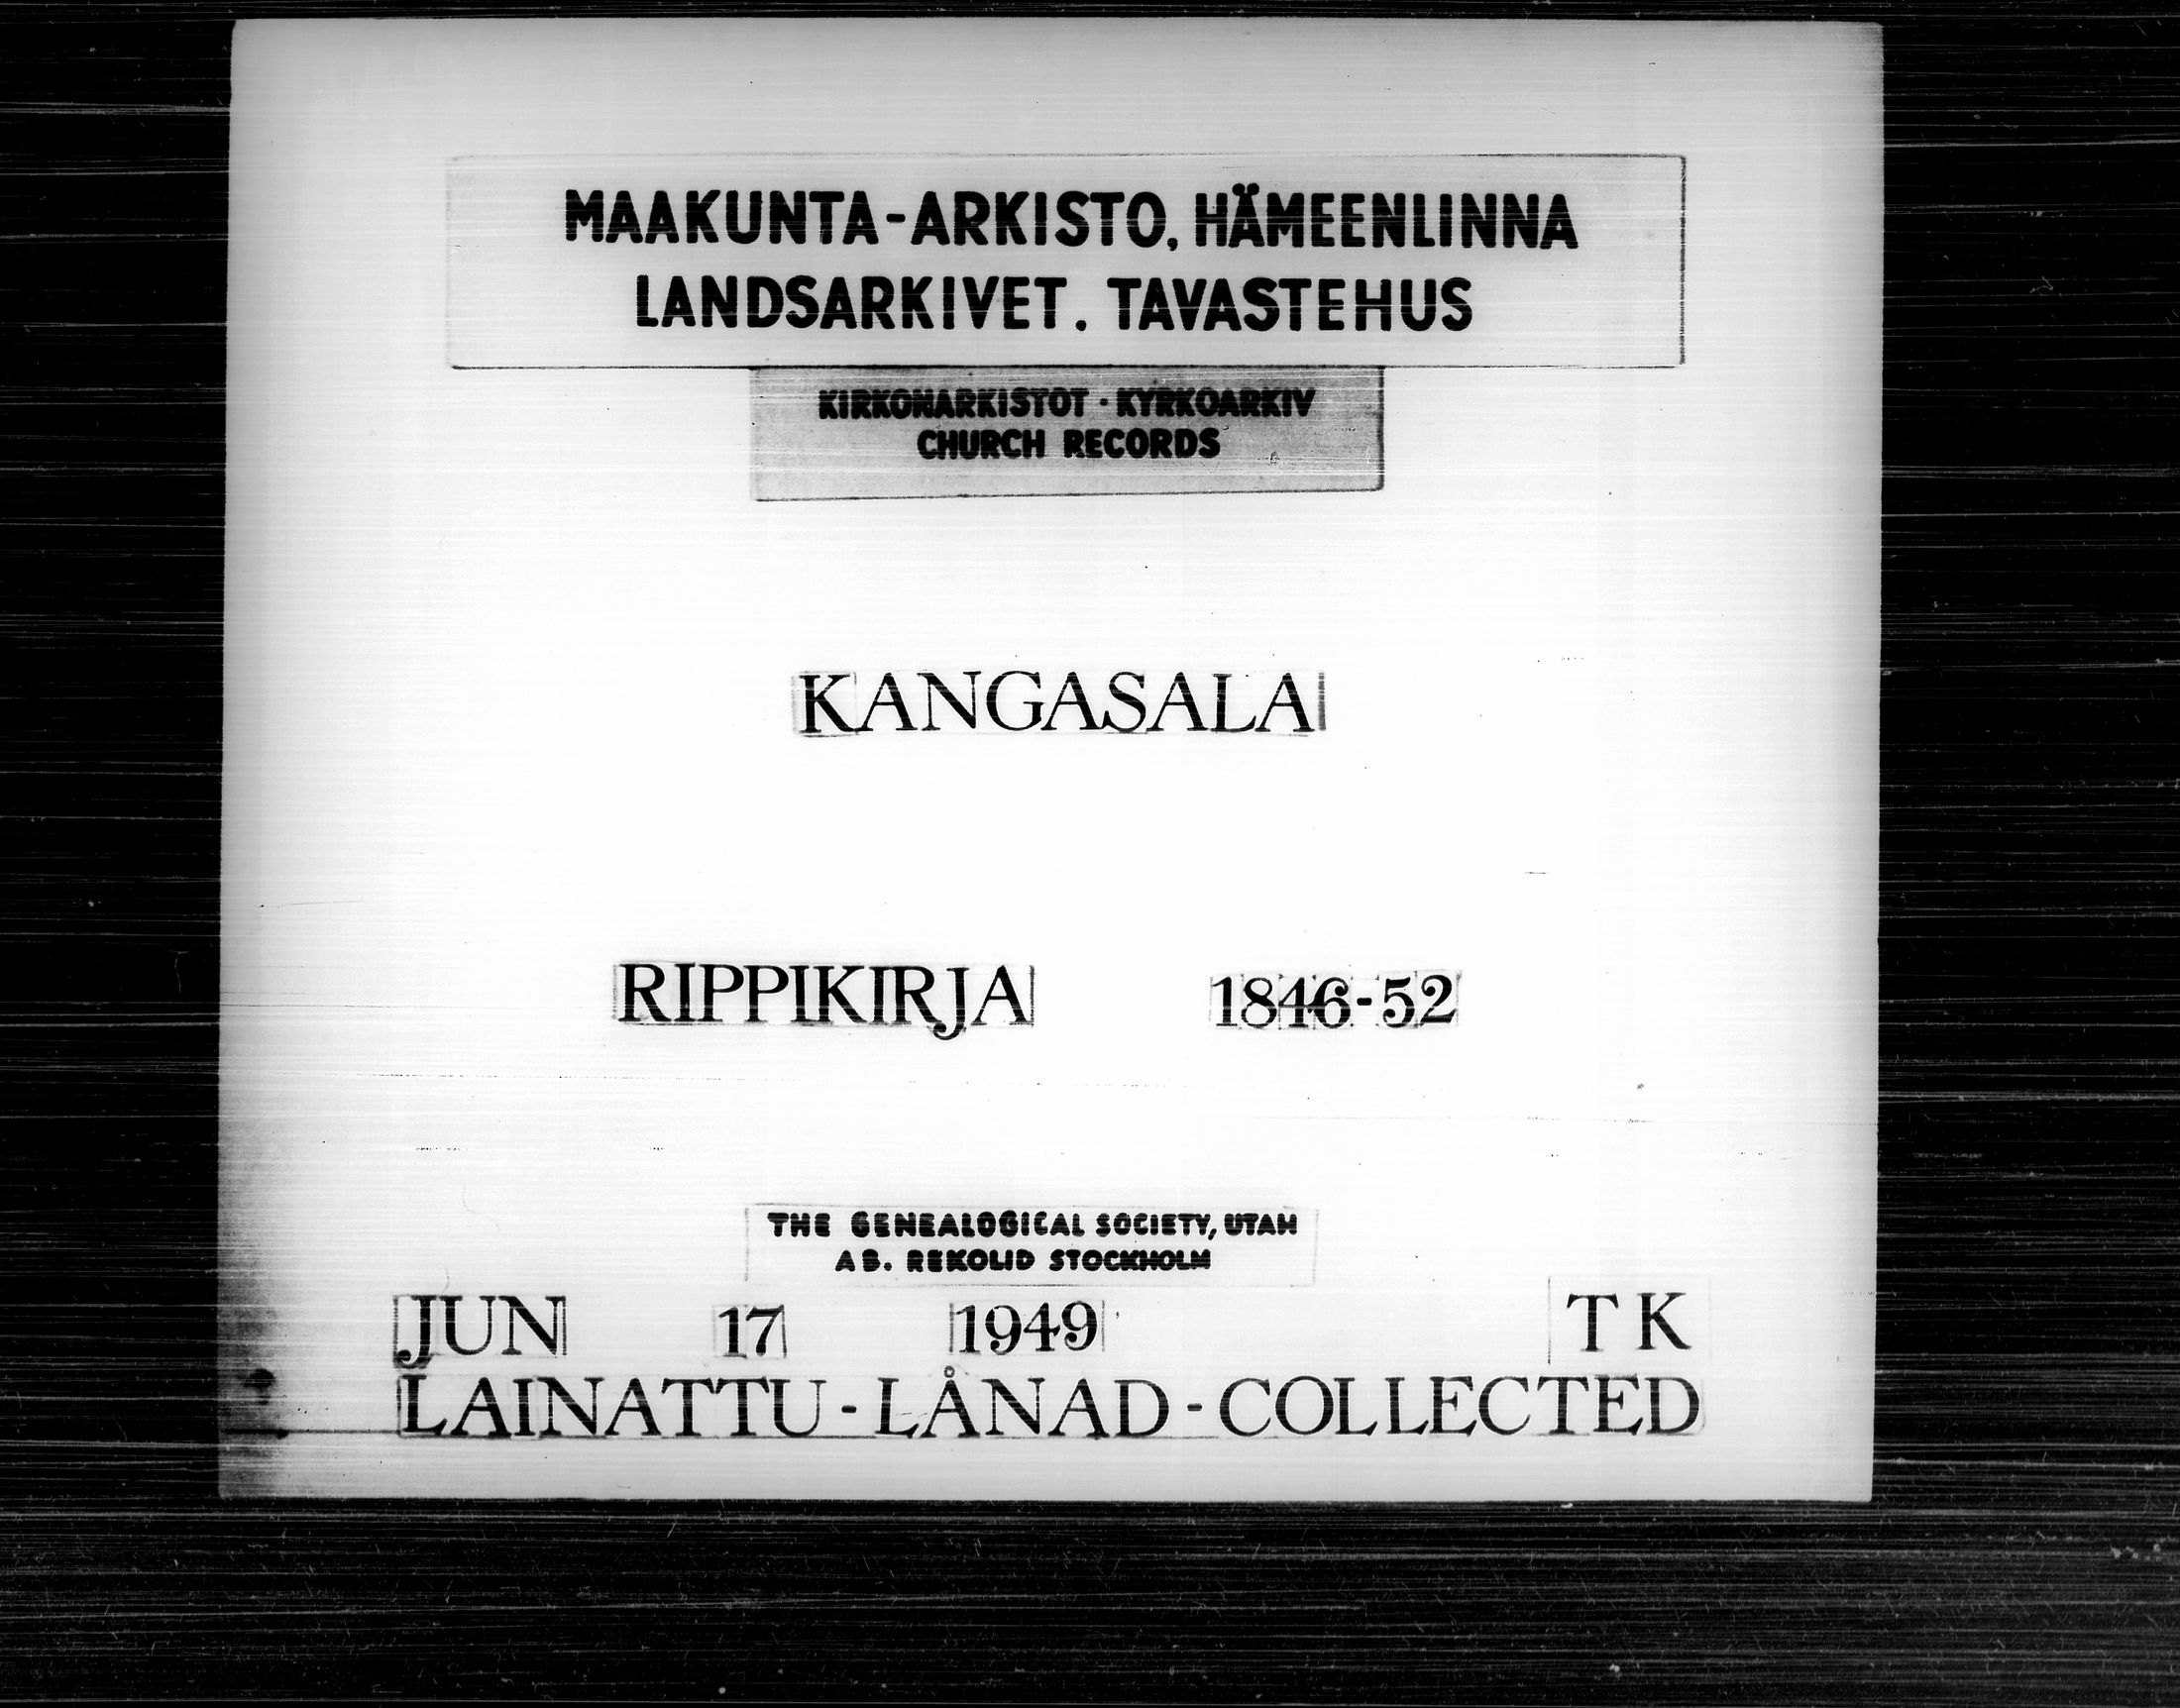 MAAKUNTA-ARKISTO, HÄMEENLINNA
LANDSARKIVET. TAVASTEHUS
KIRKONARKISTOT · KYRKOARKIV
CHURCH RECORDS
KANGASALA
RIPPIKIRJA 1846-52
THE GENEALOGICAL SOCIETY, UTAH
AB. REKOLID STOCKHOLM
JUN 17 1949 TK
LAINATTU - LÅNAD - COLLECTED